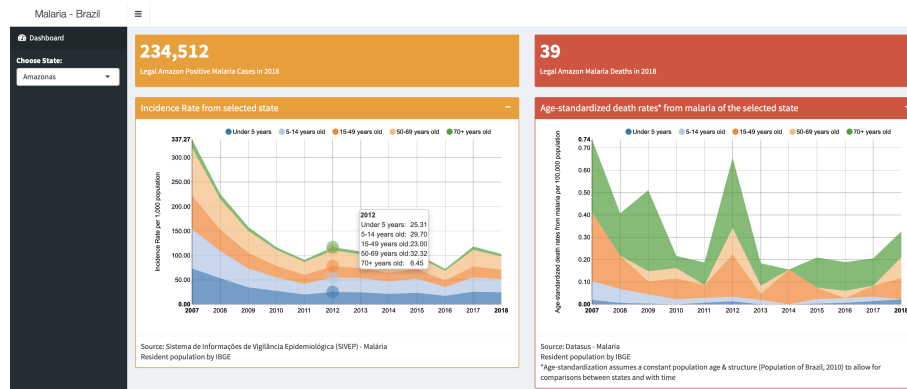 Malaria - Brazil
Dashboard
Choose State:
Amazonas
234,512
Legal Amazon Positive Malaria Cases in 2018
39
Legal Amazon Malaria Deaths in 2018
Incidence Rate from selected state
Under 5 years 5-14 years old 15-49 years old 50-69 years old 70+ years old
337.27
300.00
250.00
200.00
150.00
100.00
50.00
0.00
Incidence Rate per 1,000 population
2012
Under 5 years: 25.31
5-14 years old: 29.70
15-49 years old: 23.00
50-69 years old: 32.32
70+ years old: 6.45
2007 2008 2009 2010 2011 2012 2013 2014 2015 2016 2017 2018
Source: Sistema de Informações de Vigilância Epidemiológica (SIVEP) - Malária
Resident population by IBGE
Age-standardized death rates* from malaria of the selected state
Under 5 years 5-14 years old 15-49 years old 50-69 years old 70+ years old
0.74
0.70
0.60
0.50
0.40
0.30
0.20
0.10
0.00
Age-standardized death rates from malaria per 100,000 population
2007 2008 2009 2010 2011 2012 2013 2014 2015 2016 2017 2018
Source: Datasus - Malaria
Resident population by IBGE
*Age-standardization assumes a constant population age & structure (Population of Brazil, 2010) to allow for
comparisons between states and with time